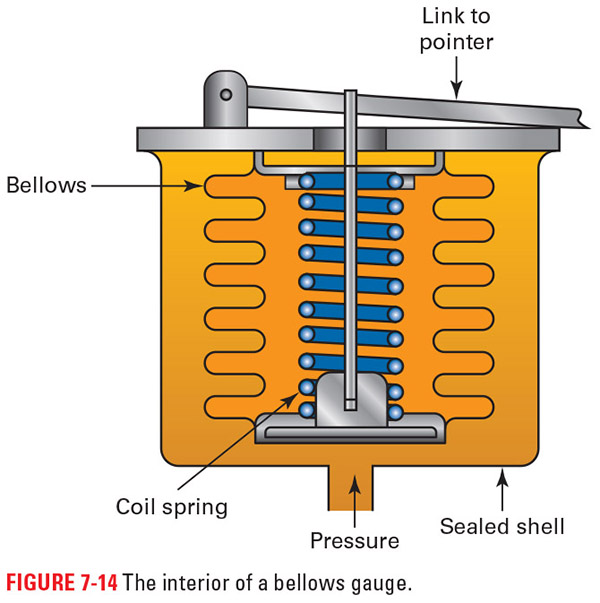 Link to
pointer
Bellows
Coil spring
Pressure
Sealed shell
FIGURE 7-14 The interior of a bellows gauge.